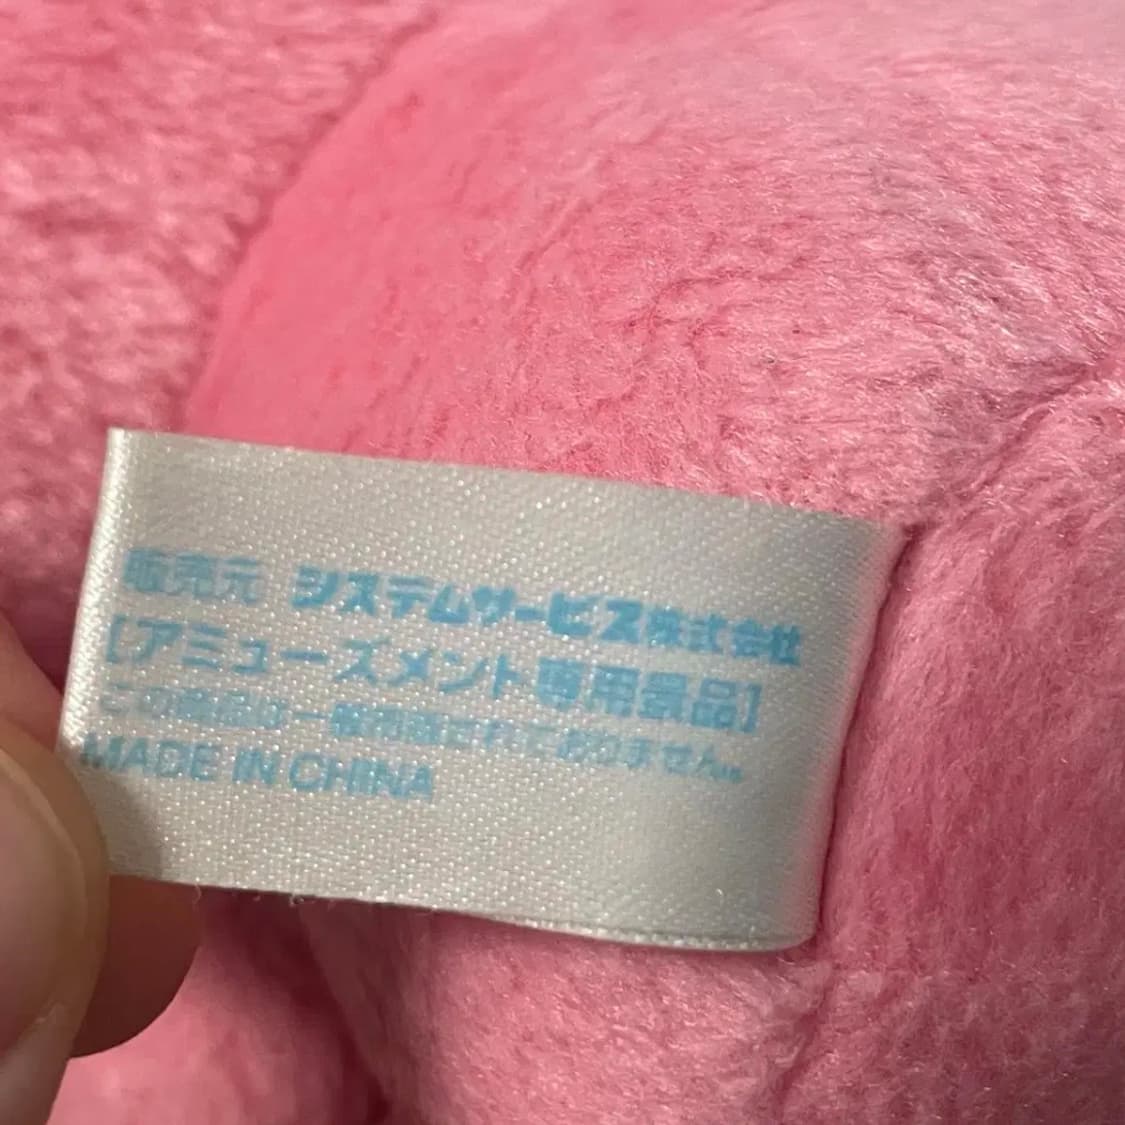 販売元 システムサービス株式会社
[アミューズメント専用景品]
この商品は一般市販されておりません。
MADE IN CHINA